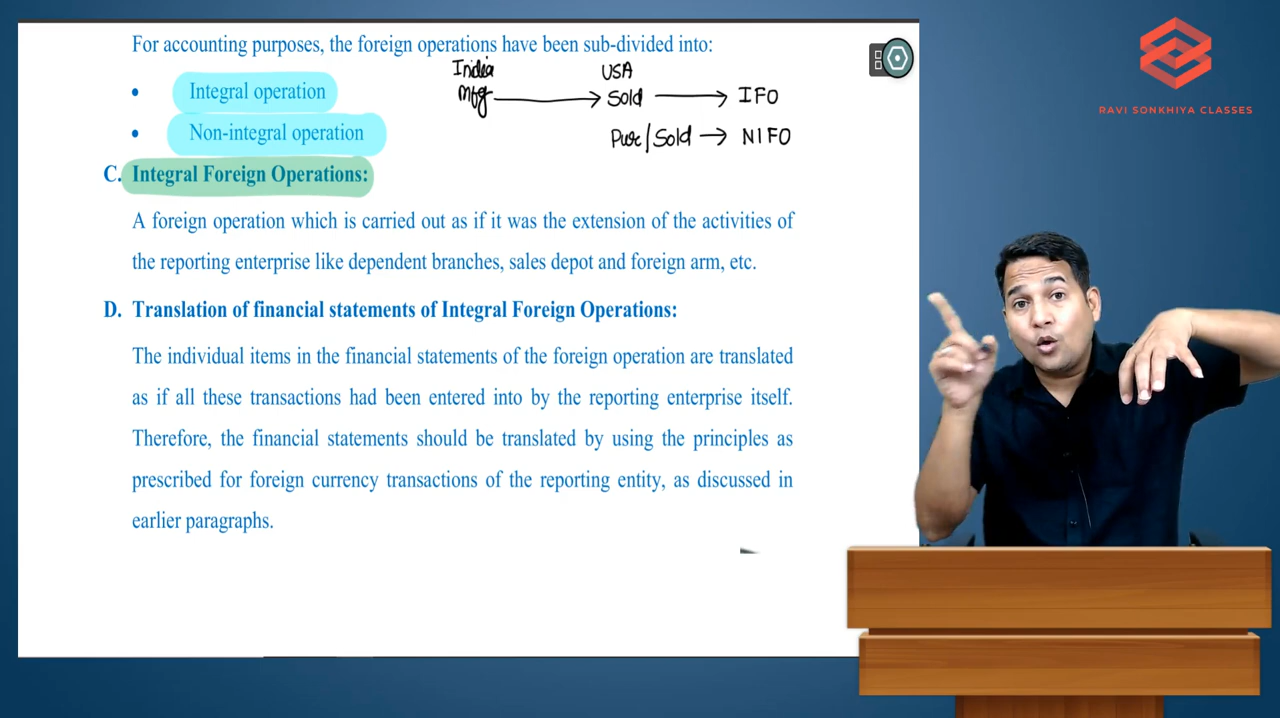 For accounting purposes, the foreign operations have been sub-divided into:
India USA
• Integral operation Mfg → Sold → IFO
• Non-integral operation Pur/Sold → NIFO
C. Integral Foreign Operations:
A foreign operation which is carried out as if it was the extension of the activities of
the reporting enterprise like dependent branches, sales depot and foreign arm, etc.
D. Translation of financial statements of Integral Foreign Operations:
The individual items in the financial statements of the foreign operation are translated
as if all these transactions had been entered into by the reporting enterprise itself.
Therefore, the financial statements should be translated by using the principles as
prescribed for foreign currency transactions of the reporting entity, as discussed in
earlier paragraphs.
RAVI SONKHIYA CLASSES